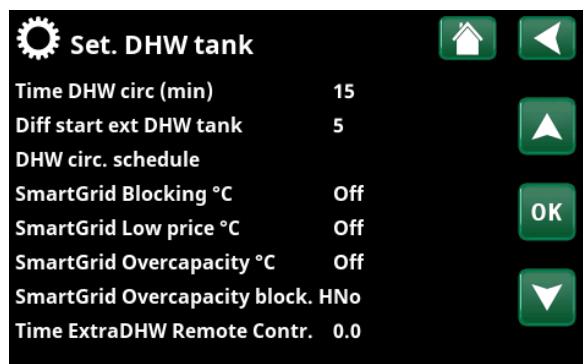 Set. DHW tank
Time DHW circ (min) 15
Diff start ext DHW tank 5
DHW circ. schedule
SmartGrid Blocking °C Off
SmartGrid Low price °C Off
OK
SmartGrid Overcapacity °C Off
SmartGrid Overcapacity block. HNo
Time ExtraDHW Remote Contr. 0.0